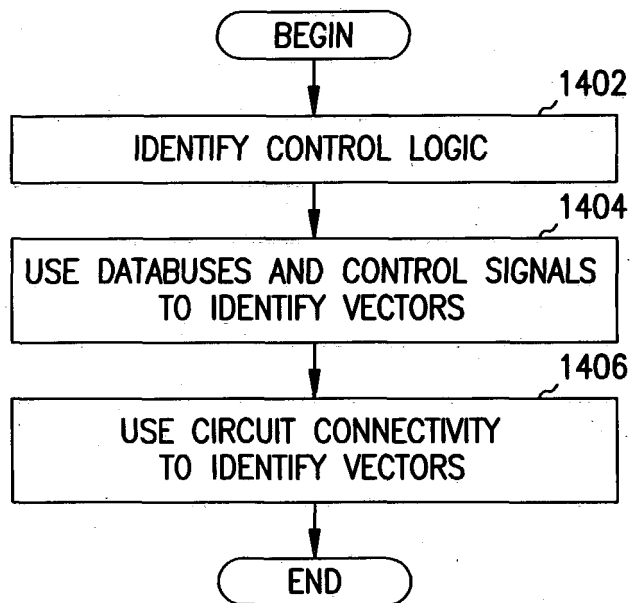 BEGIN
1402
IDENTIFY CONTROL LOGIC
1404
USE DATABUSES AND CONTROL SIGNALS
TO IDENTIFY VECTORS
1406
USE CIRCUIT CONNECTIVITY
TO IDENTIFY VECTORS
END